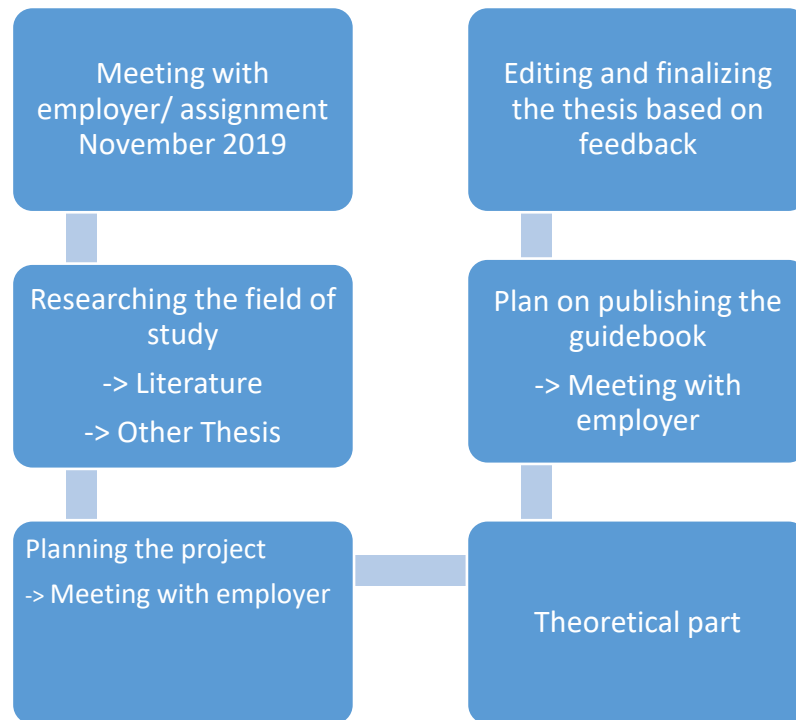 Meeting with
employer/ assignment
November 2019
Researching the field of
study
-> Literature
-> Other Thesis
Planning the project
-> Meeting with employer
Theoretical part
Plan on publishing the
guidebook
-> Meeting with
employer
Editing and finalizing
the thesis based on
feedback